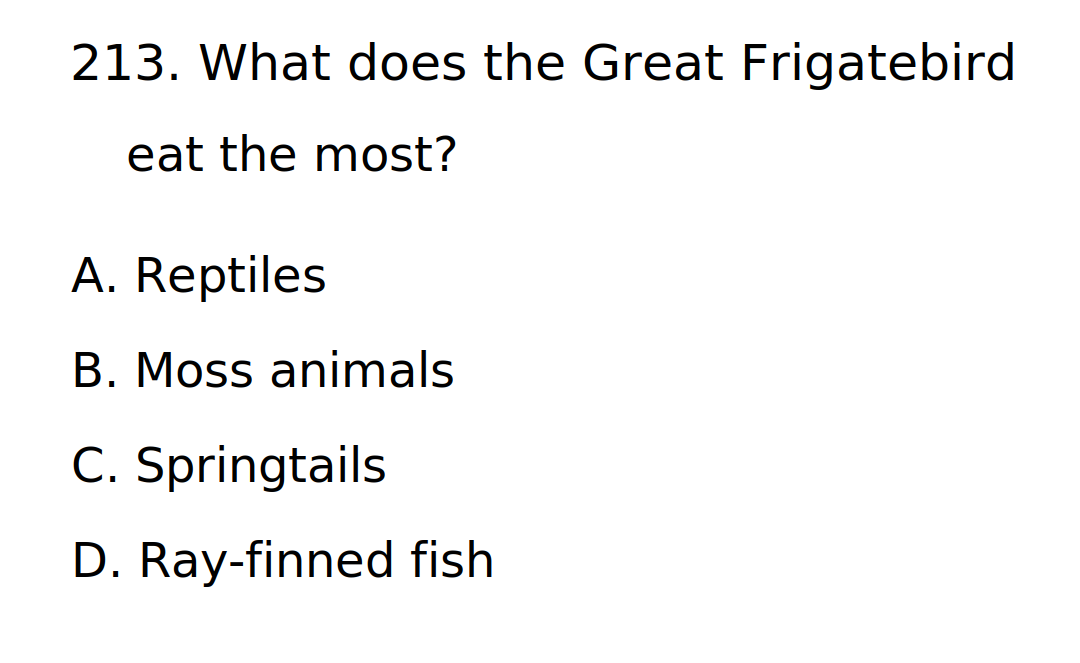 213. What does the Great Frigatebird
eat the most?
A. Reptiles
B. Moss animals
C. Springtails
D. Ray-finned fish